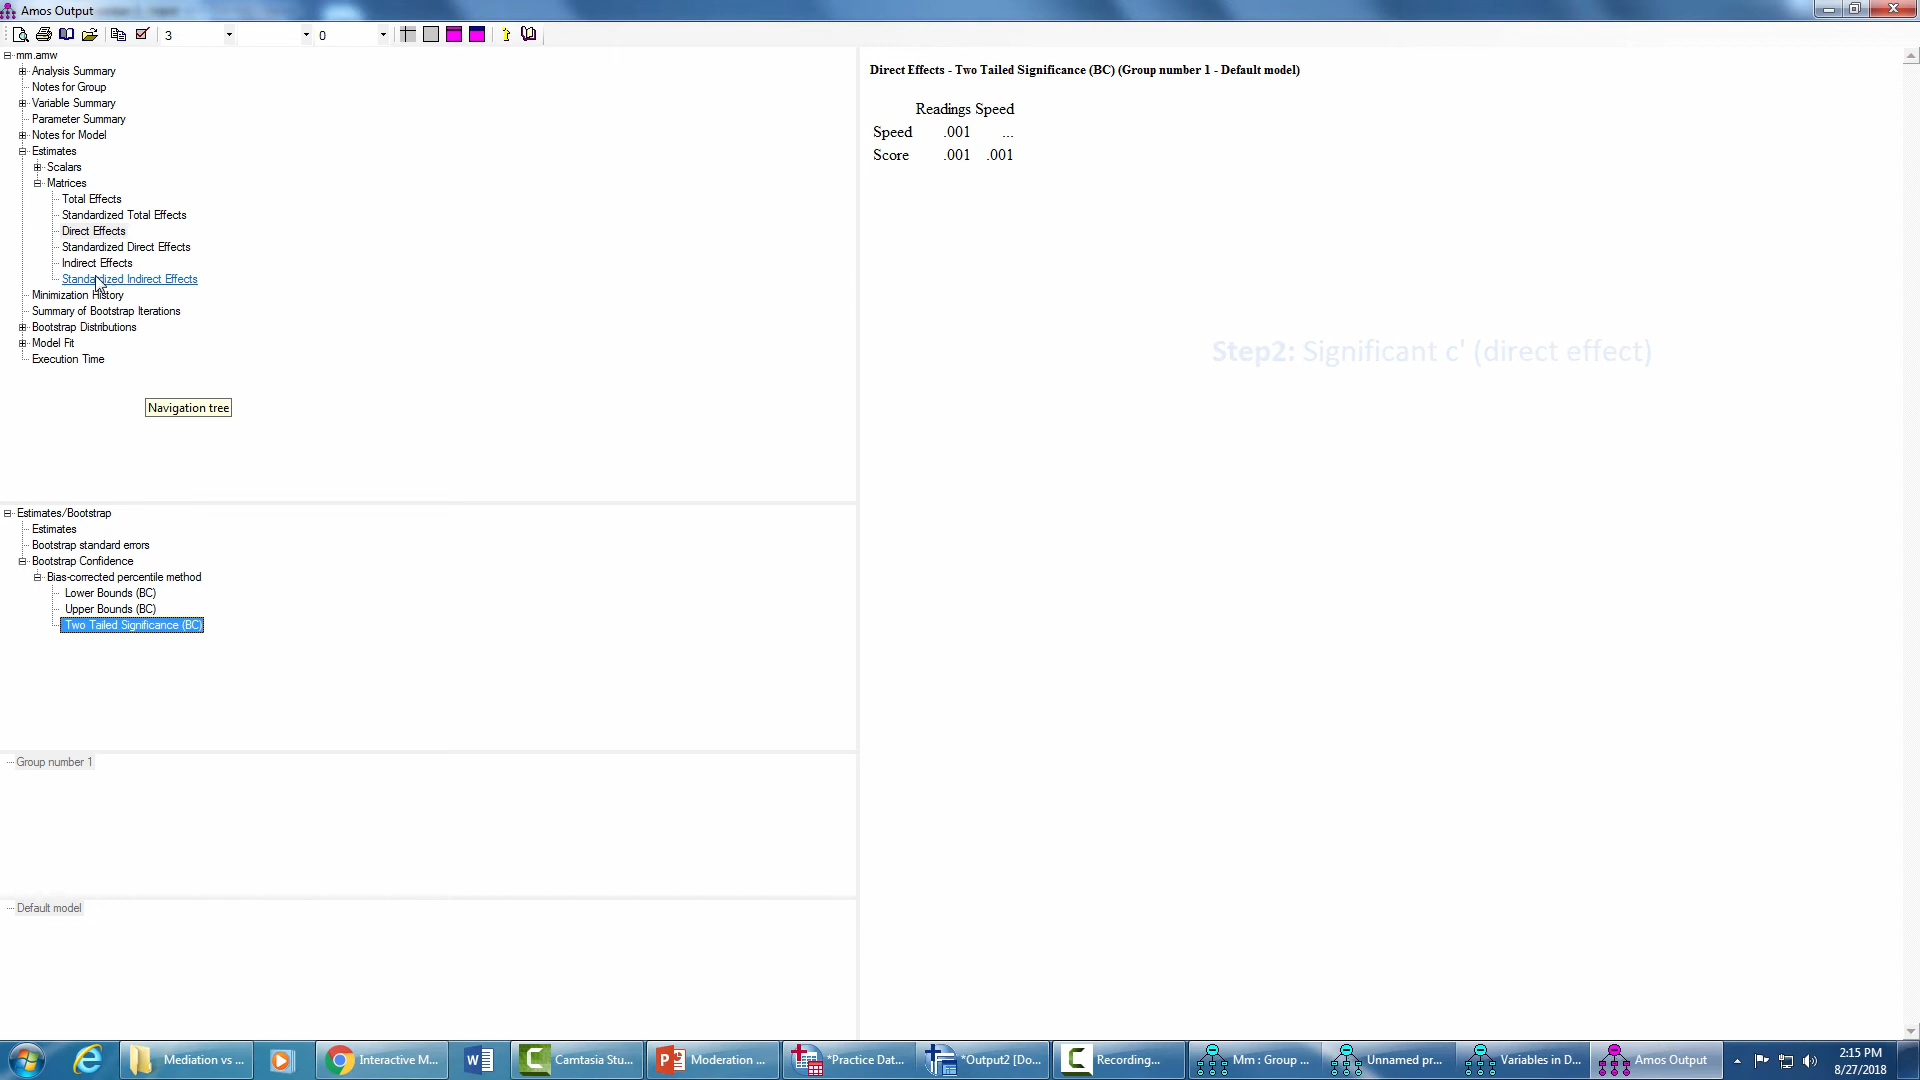 Amos Output
3
0
mm.amw
Analysis Summary
Notes for Group
Variable Summary
Parameter Summary
Notes for Model
Estimates
Scalars
Matrices
Total Effects
Standardized Total Effects
Direct Effects
Standardized Direct Effects
Indirect Effects
Standardized Indirect Effects
Minimization History
Summary of Bootstrap Iterations
Bootstrap Distributions
Model Fit
Execution Time
Navigation tree
Estimates/Bootstrap
Estimates
Bootstrap standard errors
Bootstrap Confidence
Bias-corrected percentile method
Lower Bounds (BC)
Upper Bounds (BC)
Two Tailed Significance (BC)
Group number 1
Default model
Direct Effects - Two Tailed Significance (BC) (Group number 1 - Default model)
Readings Speed
Speed .001 ...
Score .001 .001
Step2: Significant c' (direct effect)
Mediation vs ...
Interactive M...
Camtasia Stu...
Moderation ...
*Practice Dat...
*Output2 [Do...
Recording...
Mm : Group ...
Unnamed pr...
Variables in D...
Amos Output
2:15 PM
8/27/2018